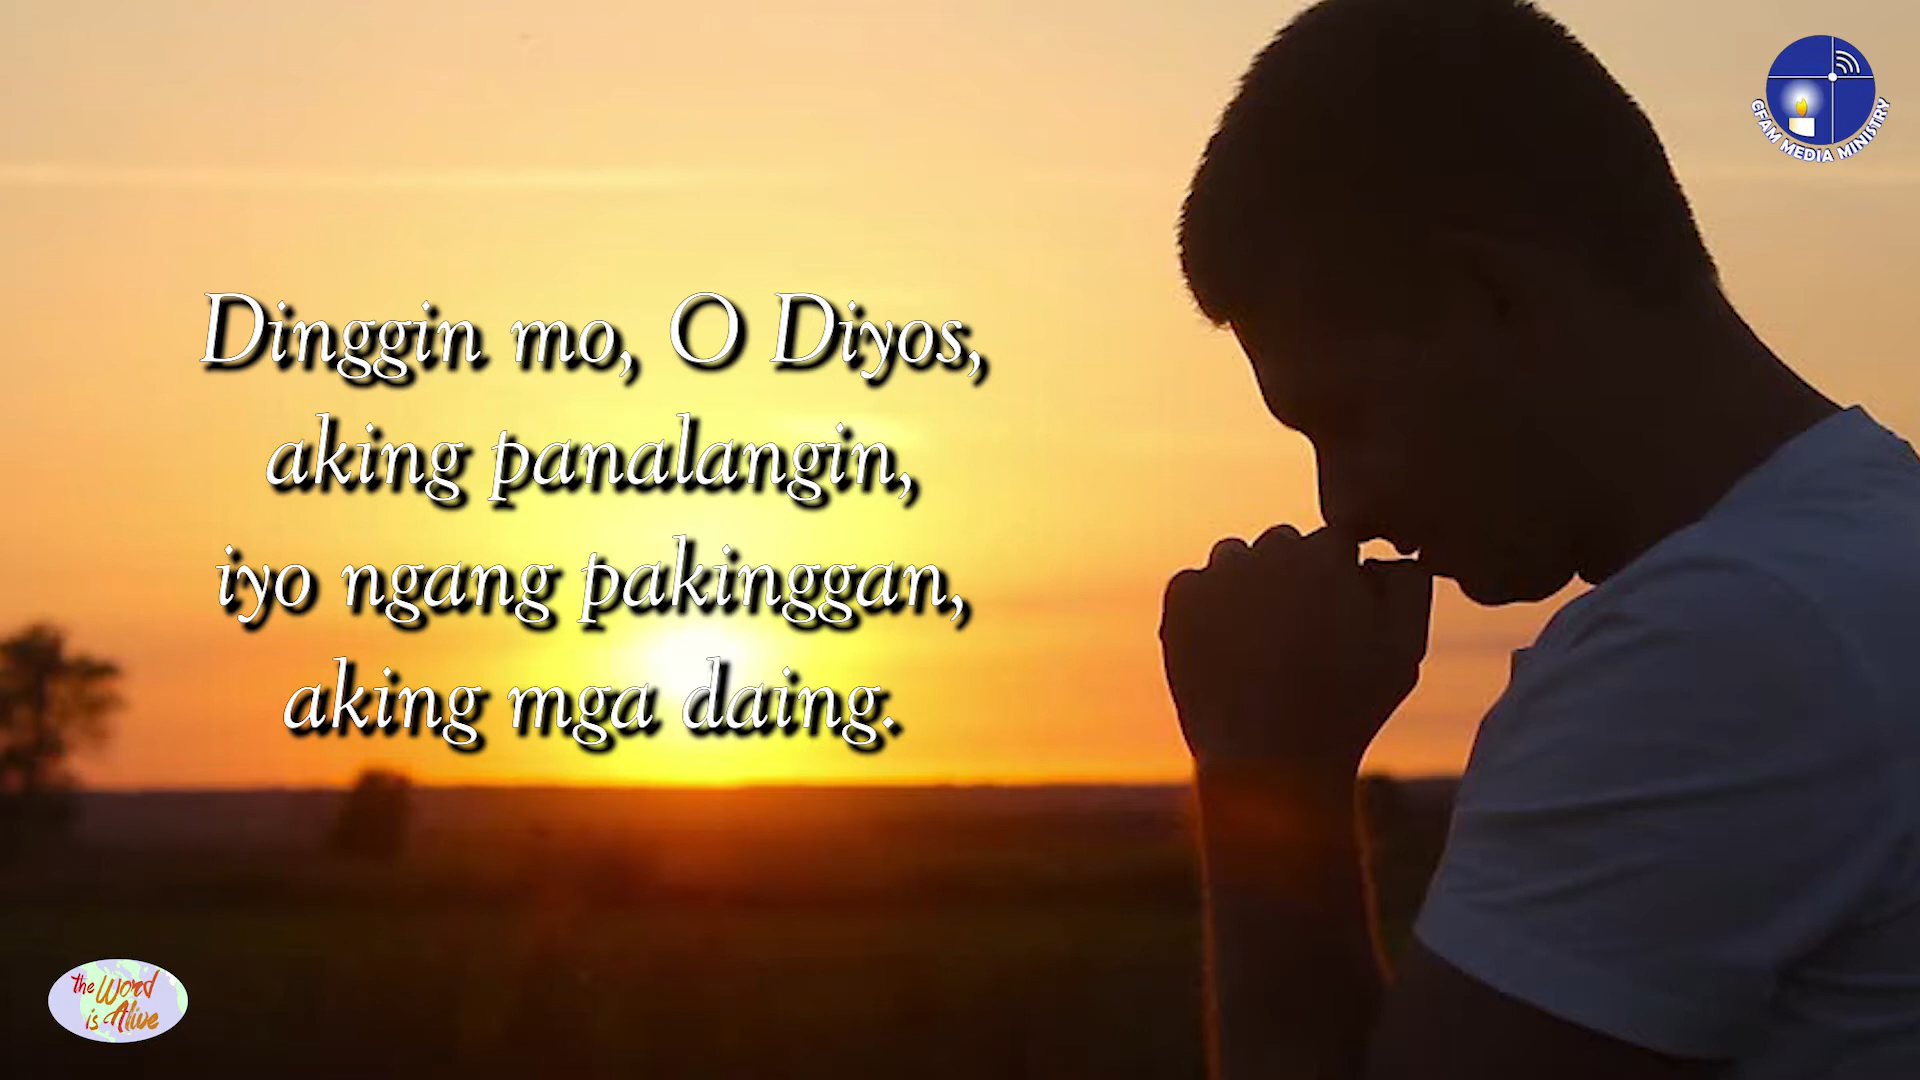 GFAM MEDIA MINISTRY
Dinggin mo, O Diyos,
aking panalangin,
iyo ngang pakinggan,
aking mga daing.
the Word
is Alive